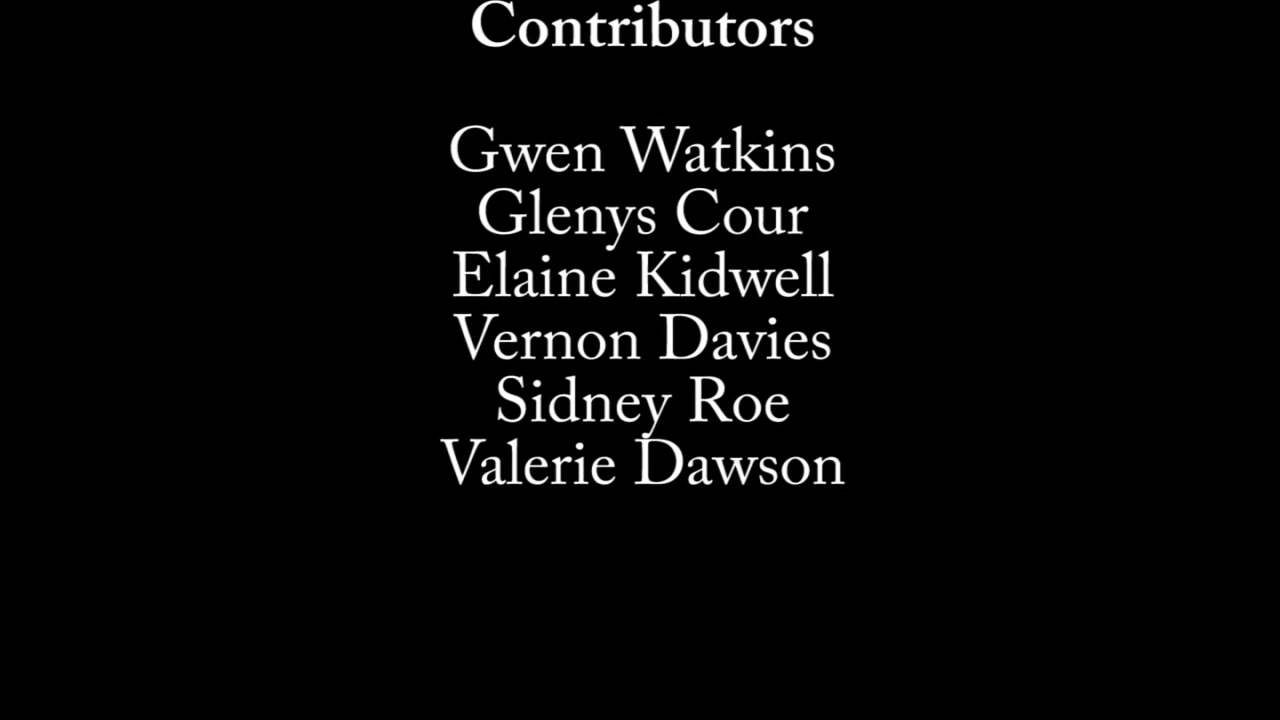 Contributors
Gwen Watkins
Glenys Cour
Elaine Kidwell
Vernon Davies
Sidney Roe
Valerie Dawson